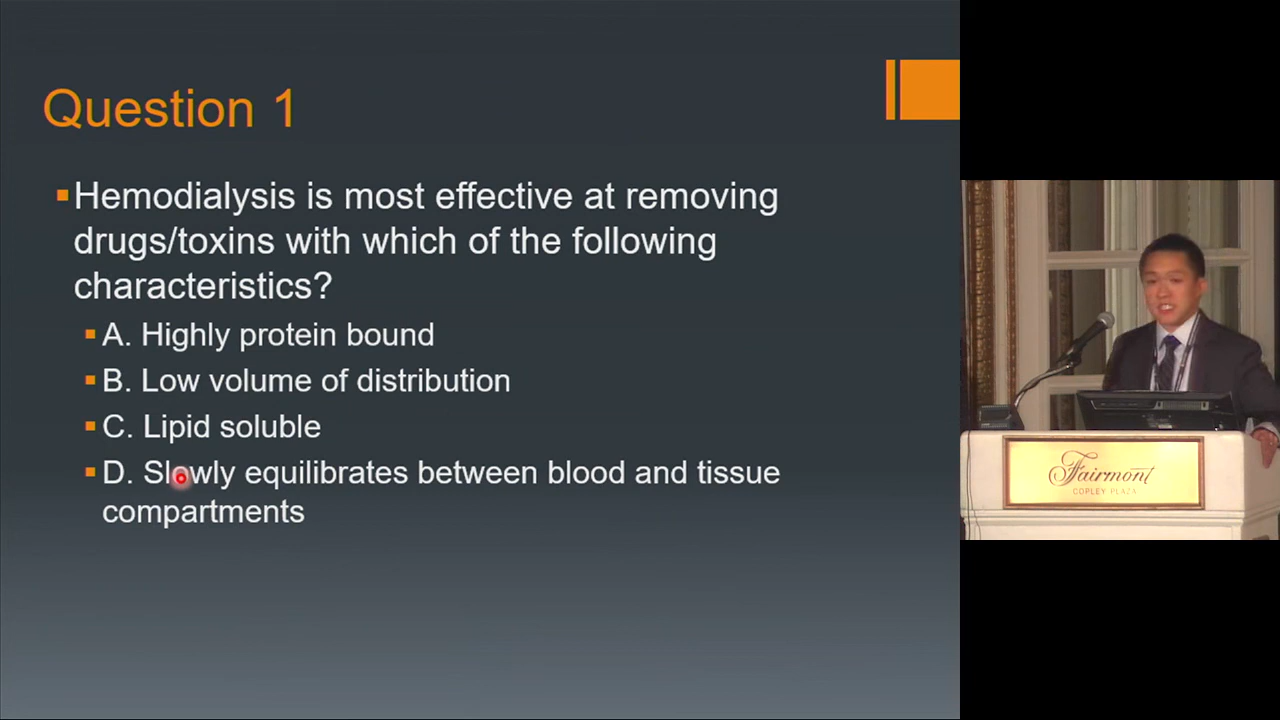 Question 1
Hemodialysis is most effective at removing
drugs/toxins with which of the following
characteristics?
A. Highly protein bound
B. Low volume of distribution
C. Lipid soluble
D. Slowly equilibrates between blood and tissue
compartments
Fairmont
COPLEY PLAZA